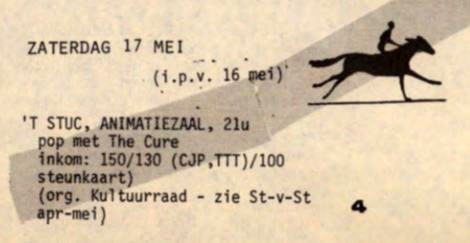 ZATERDAG 17 MEI
(i.p.v. 16 mei)
'T STUC, ANIMATIEZAAL, 21u
pop met The Cure
inkom: 150/130 (CJP,TTT)/100
steunkaart)
(org. Kultuurraad - zie St-v-St
apr-mei)
4